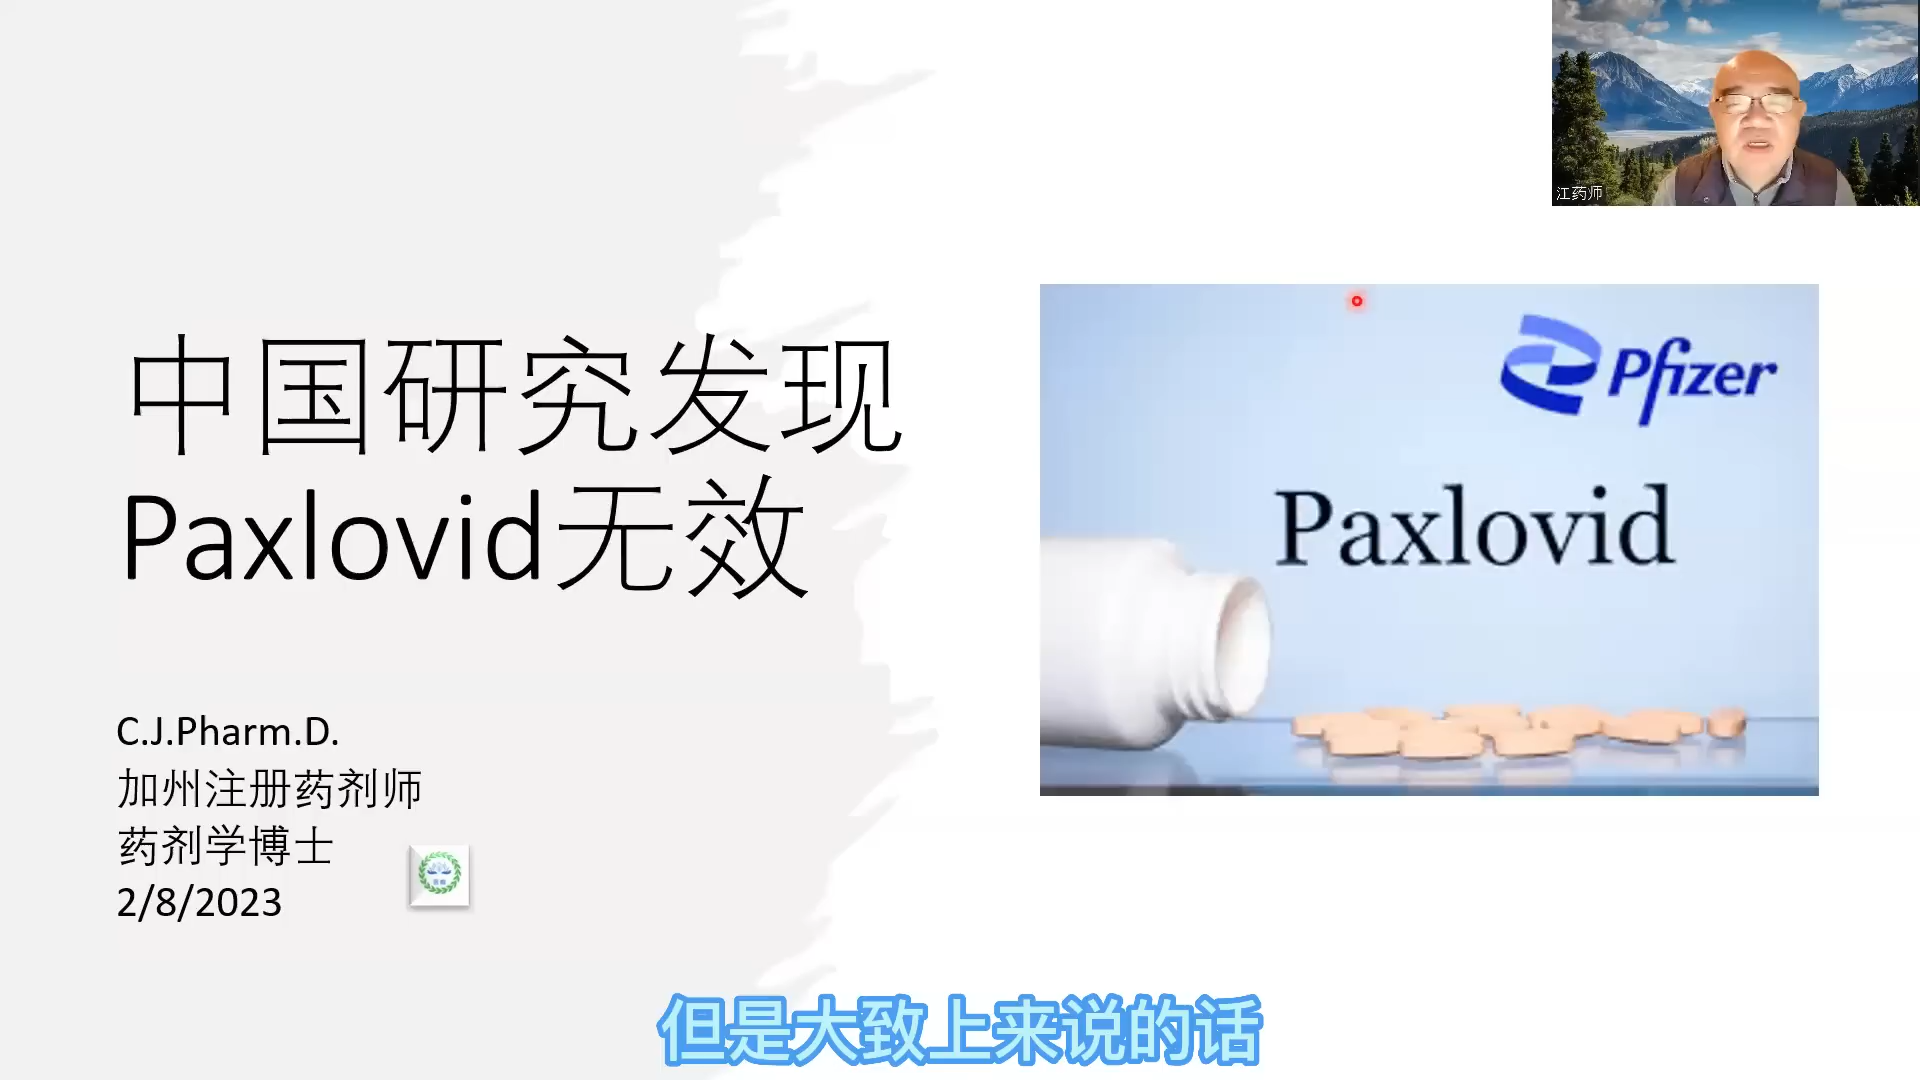 江药师
中国研究发现
Paxlovid无效
Pfizer
Paxlovid
C.J.Pharm.D.
加州注册药剂师
药剂学博士
2/8/2023
但是大致上来说的话